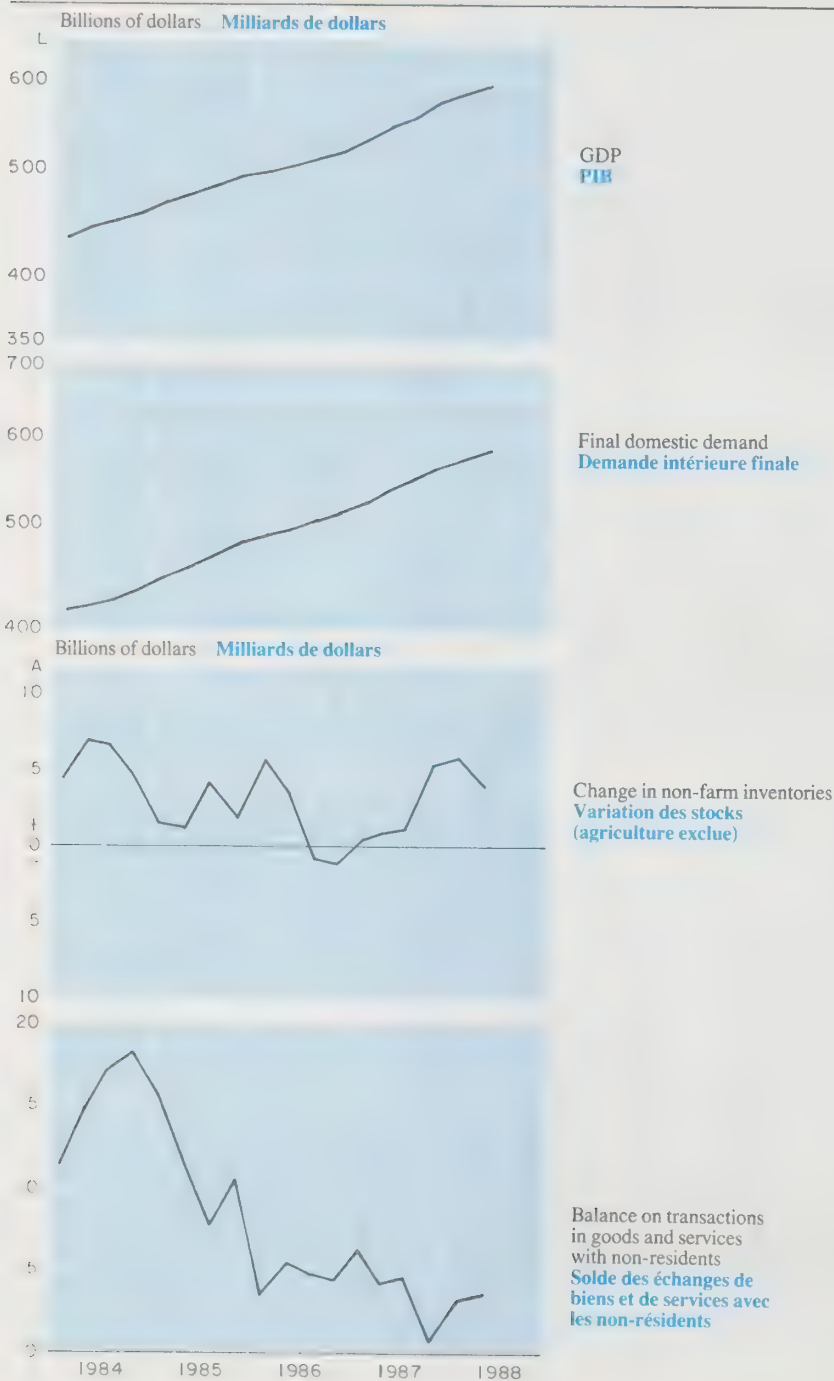 Billions of dollars Milliards de dollars
L
600
500
400
350
GDP
PIB
700
600
500
400
Final domestic demand
Demande intérieure finale
Billions of dollars Milliards de dollars
A
10
5
+
0
-
5
10
Change in non-farm inventories
Variation des stocks
(agriculture exclue)
20
5
0
5
0
Balance on transactions
in goods and services
with non-residents
Solde des échanges de
biens et de services avec
les non-résidents
1984 1985 1986 1987 1988